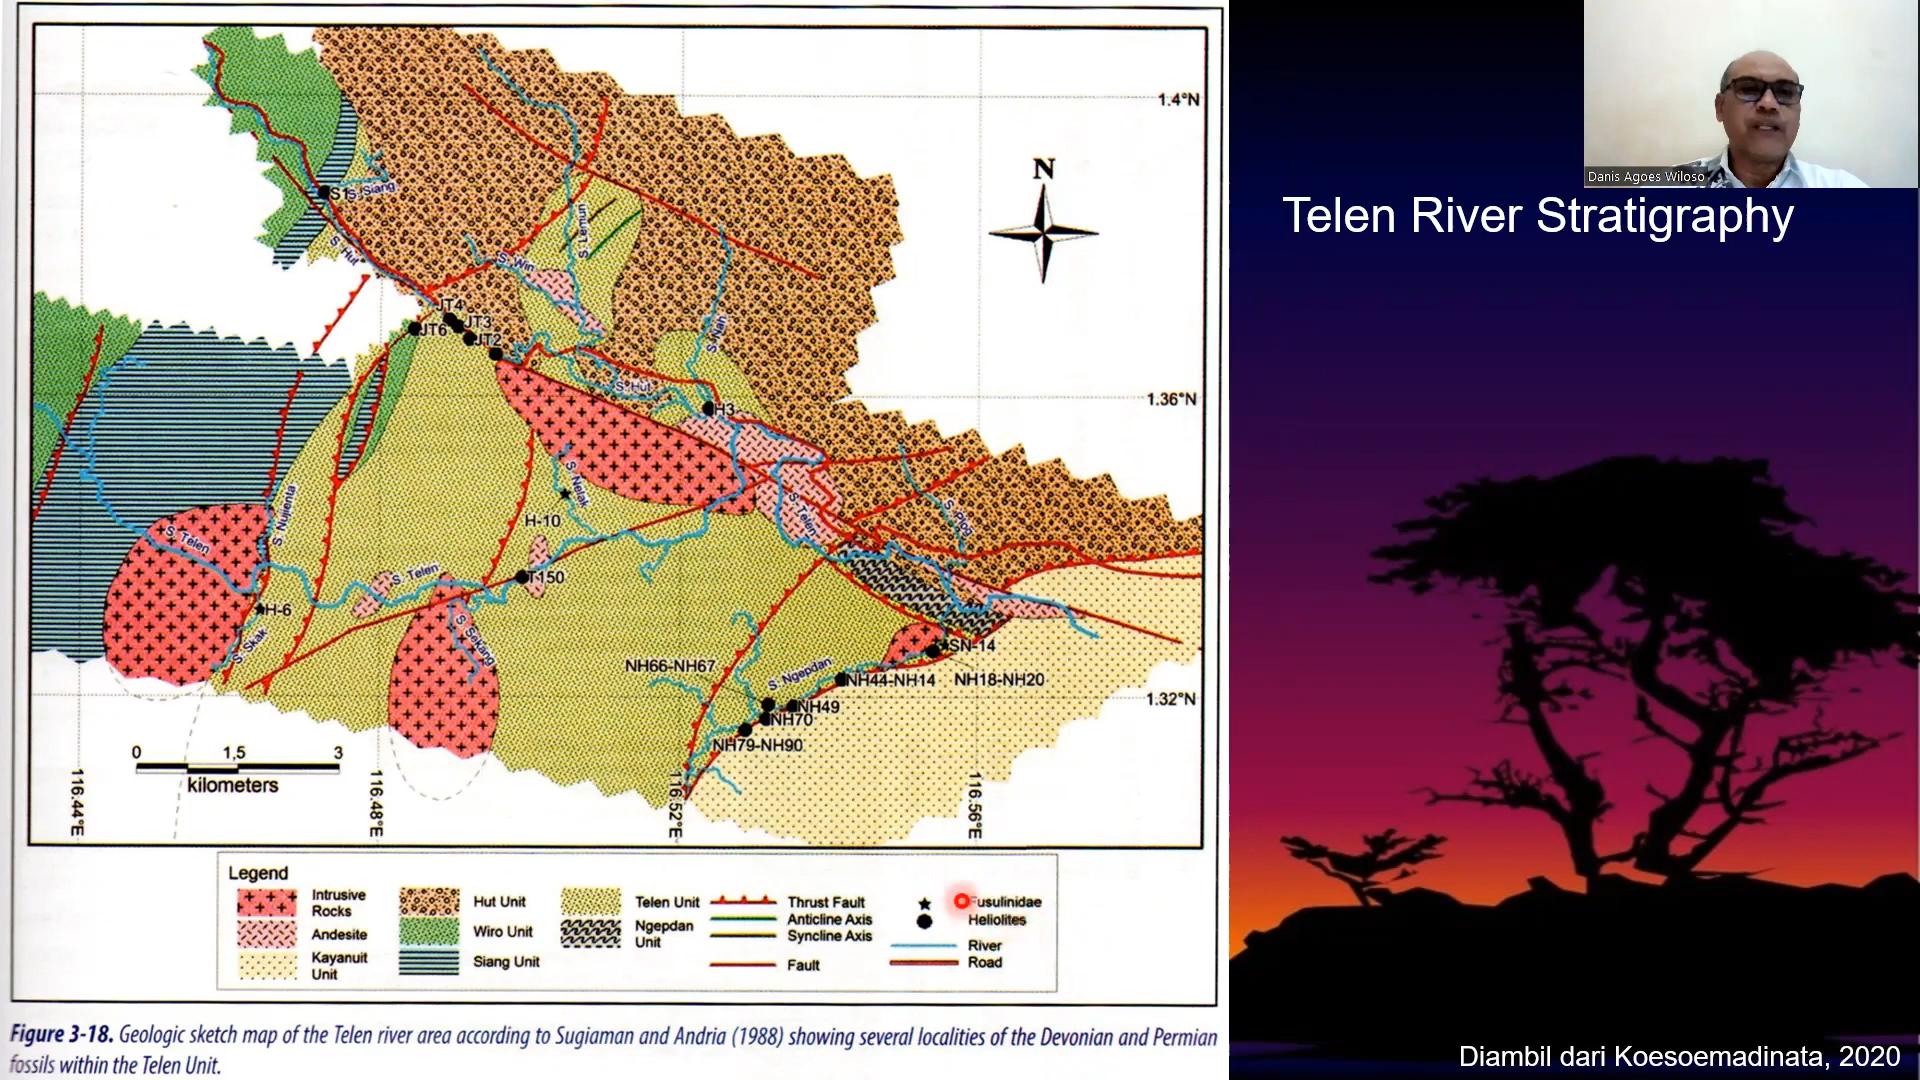 Danis Agoes Wiloso
Telen River Stratigraphy
1.4°N
N
S1
S. Siang
S. Hut
S. Lemun
S. Win
S. Nah
JT4
JT3
JT6
JT2
1.36°N
S. Hut
H3
S. Nelak
S. Nujienta
S. Telen
H-10
S. Telen
S. Plog
S. Telen
T150
H-6
S. Skak
S. Sekang
SN-14
NH66-NH67
S. Ngepdan
NH44-NH14
NH18-NH20
1.32°N
NH49
NH70
NH79-NH90
0 1,5 3
kilometers
116.44°E
116.48°E
116.52°E
116.56°E
Legend
Intrusive
Rocks
Andesite
Kayanuit
Unit
Hut Unit
Wiro Unit
Siang Unit
Telen Unit
Ngepdan
Unit
Thrust Fault
Anticline Axis
Syncline Axis
Fault
Fusulinidae
Heliolites
River
Road
Figure 3-18. Geologic sketch map of the Telen river area according to Sugiaman and Andria (1988) showing several localities of the Devonian and Permian
fossils within the Telen Unit.
Diambil dari Koesoemadinata, 2020